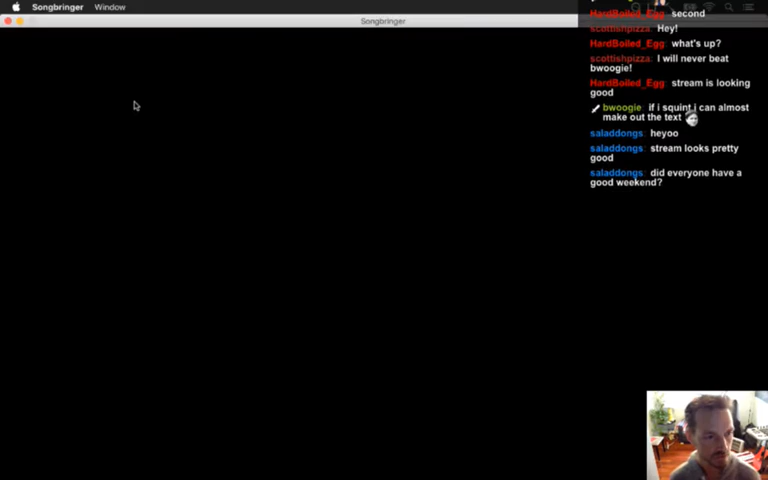 Songbringer Window
Songbringer
HardBoiled_Egg: second
scottishpizza: Hey!
HardBoiled_Egg: what's up?
scottishpizza: I will never beat
bwoogie!
HardBoiled_Egg: stream is looking
good
bwoogie if i squint i can almost
make out the text
saladdongs: heyoo
saladdongs: stream looks pretty
good
saladdongs: did everyone have a
good weekend?